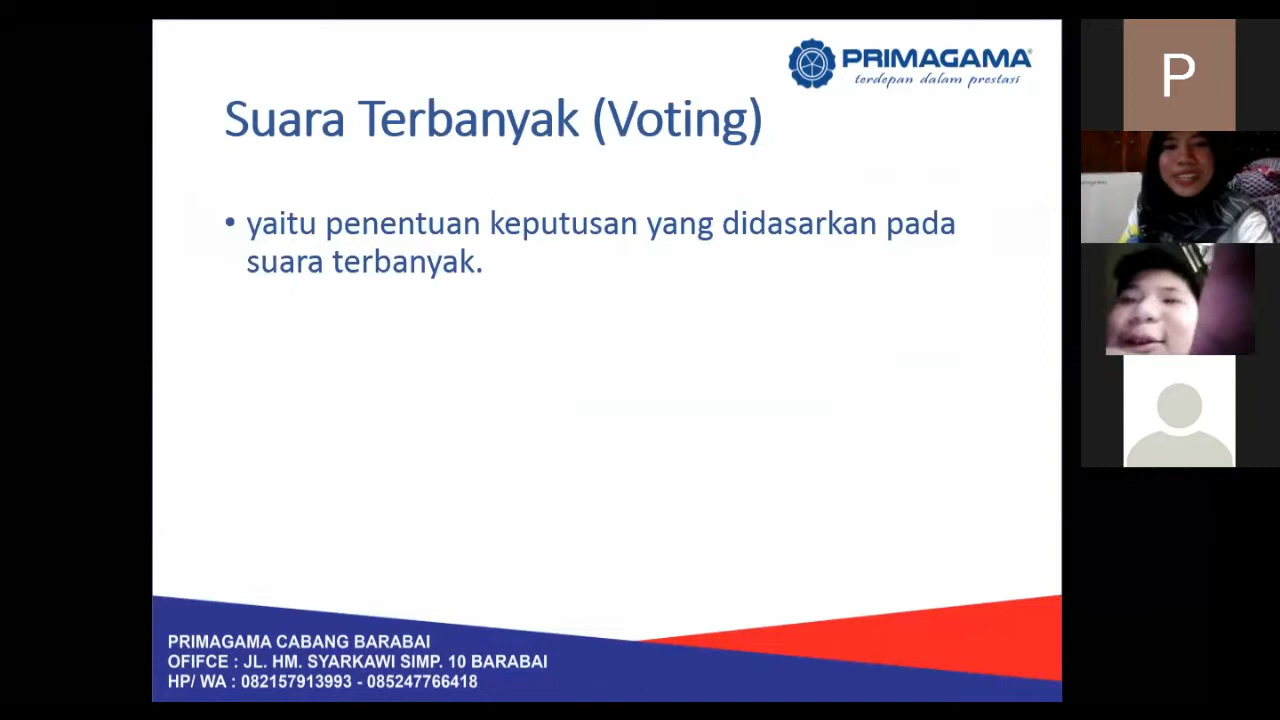 PRIMAGAMA
terdepan dalam prestasi
Suara Terbanyak (Voting)
• yaitu penentuan keputusan yang didasarkan pada
suara terbanyak.
PRIMAGAMA CABANG BARABAI
OFIFCE : JL. HM. SYARKAWI SIMP. 10 BARABAI
HP/ WA : 082157913993 - 085247766418
P